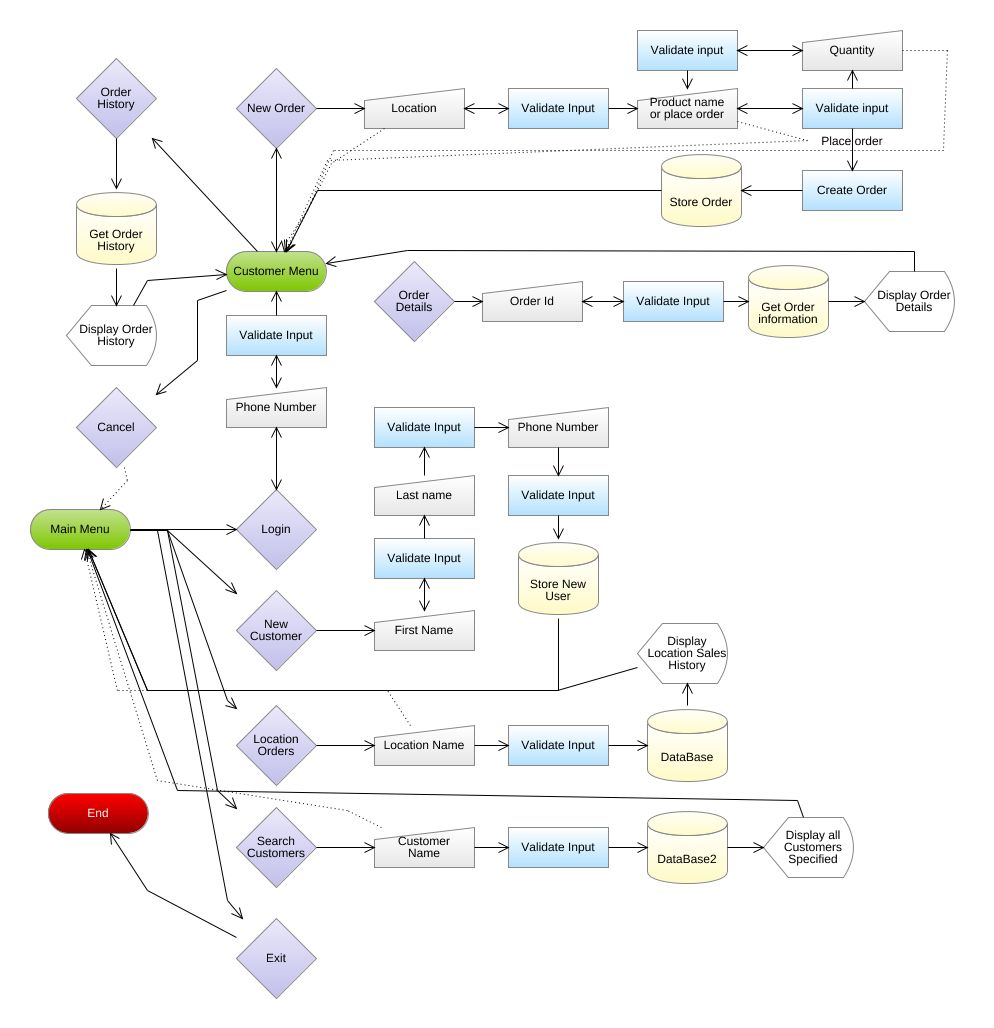 Validate input
Quantity
Order
History
New Order
Location
Validate Input
Product name
or place order
Validate input
Place order
Create Order
Store Order
Get Order
History
Customer Menu
Order
Details
Order Id
Validate Input
Get Order
information
Display Order
Details
Display Order
History
Validate Input
Phone Number
Cancel
Validate Input
Phone Number
Last name
Validate Input
Main Menu
Login
Validate Input
Store New
User
New
Customer
First Name
Display
Location Sales
History
Location
Orders
Location Name
Validate Input
DataBase
End
Search
Customers
Customer
Name
Validate Input
DataBase2
Display all
Customers
Specified
Exit